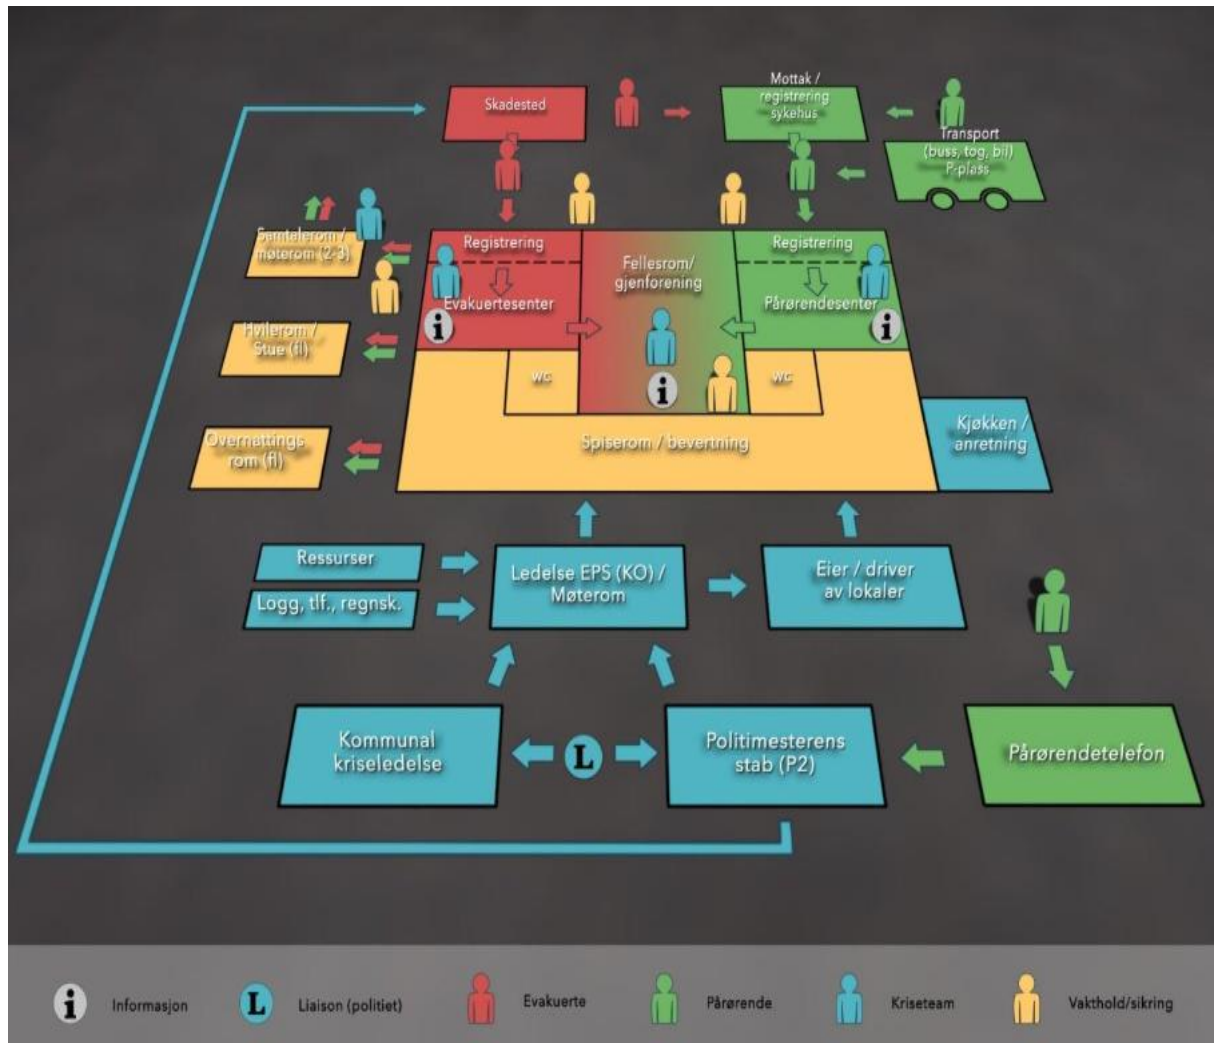 Skadested
Mottak /
registrering
sykehus
Transport
(buss, tog, bil)
P-plass
Samtalerom /
møterom (2-3)
Registrering
Evakuertesenter
i
Fellesrom/
gjenforening
i
Registrering
Pårørendesenter
i
Hvilerom /
Stue (fl)
wc
wc
Overnattings
rom (fl)
Spiserom / bevertning
Kjøkken /
anretning
Ressurser
Logg, tlf., regnsk.
Ledelse EPS (KO) /
Møterom
Eier / driver
av lokaler
Kommunal
kriseledelse
L
Politimesterens
stab (P2)
Pårørendetelefon
i Informasjon
L Liaison (politiet)
Evakuerte
Pårørende
Kriseteam
Vakthold/sikring